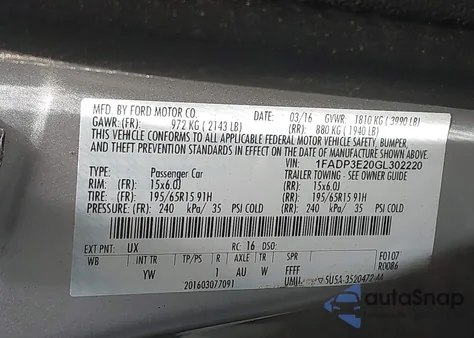 MFD. BY FORD MOTOR CO. DATE: 03/16 GVWR: 1810 KG (3990 LB)
GAWR: (FR): 972 KG (2143 LB) (RR): 880 KG (1940 LB)
THIS VEHICLE CONFORMS TO ALL APPLICABLE FEDERAL MOTOR VEHICLE SAFETY, BUMPER,
AND THEFT PREVENTION STANDARDS IN EFFECT ON THE DATE OF MANUFACTURE SHOWN ABOVE.
VIN: 1FADP3E20GL302220
TYPE: Passenger Car TRAILER TOWING - SEE OWNER GUIDE
RIM: (FR): 15x6.0J (RR): 15x6.0J
TIRE: (FR): 195/65R15 91H (RR): 195/65R15 91H
PRESSURE: (FR): 240 kPa/ 35 PSI COLD (RR): 240 kPa/ 35 PSI COLD
EXT PNT: UX RC: 16 DSO:
WB INT TR TP/PS R AXLE TR SPR F0107
YW 1 AU W FFFF R0086
201603077091 5USA-3520472-AA
autoSnap